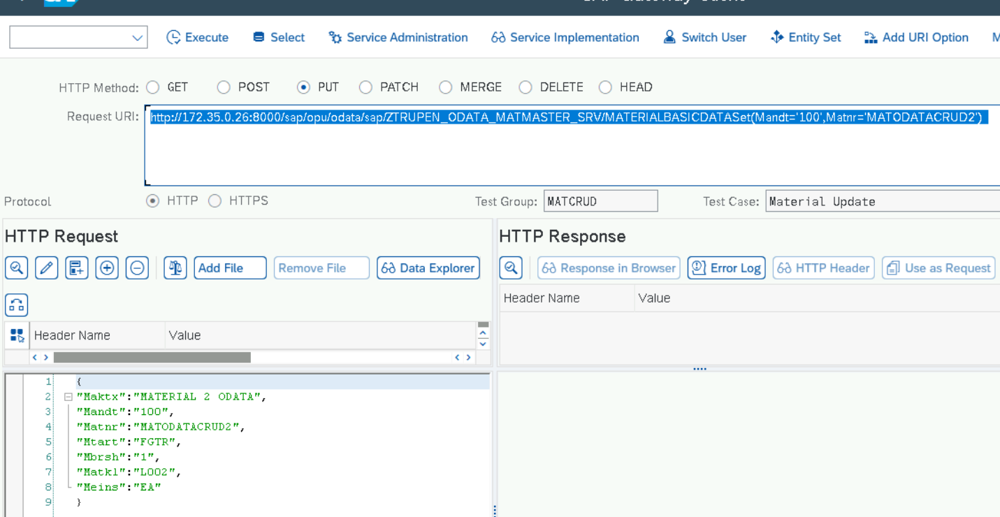 Execute Select Service Administration Service Implementation Switch User Entity Set Add URI Option
HTTP Method: GET POST PUT PATCH MERGE DELETE HEAD
Request URI: http://172.35.0.26:8000/sap/opu/odata/sap/ZTRUPEN_ODATA_MATMASTER_SRV/MATERIALBASICDATASet(Mandt='100',Matnr='MATODATACRUD2')
Protocol HTTP HTTPS Test Group: MATCRUD Test Case: Material Update
HTTP Request
Add File Remove File Data Explorer
Header Name Value
1 {
2 "Maktx":"MATERIAL 2 ODATA",
3 "Mandt":"100",
4 "Matnr":"MATODATACRUD2",
5 "Mtart":"FGTR",
6 "Mbrsh":"1",
7 "Matkl":"L002",
8 "Meins":"EA"
9 }
HTTP Response
Response in Browser Error Log HTTP Header Use as Request
Header Name Value